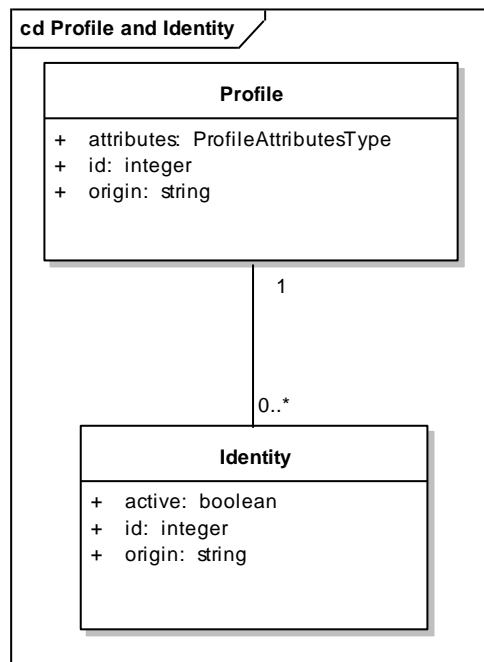 cd Profile and Identity
Profile
+ attributes: ProfileAttributesType
+ id: integer
+ origin: string
1
0..*
Identity
+ active: boolean
+ id: integer
+ origin: string